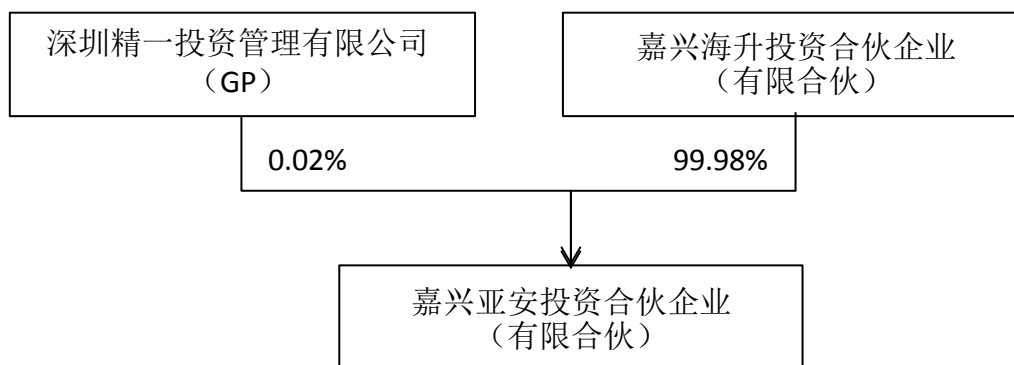 深圳精一投资管理有限公司
（GP）
嘉兴海升投资合伙企业
（有限合伙）
0.02%
99.98%
嘉兴亚安投资合伙企业
（有限合伙）